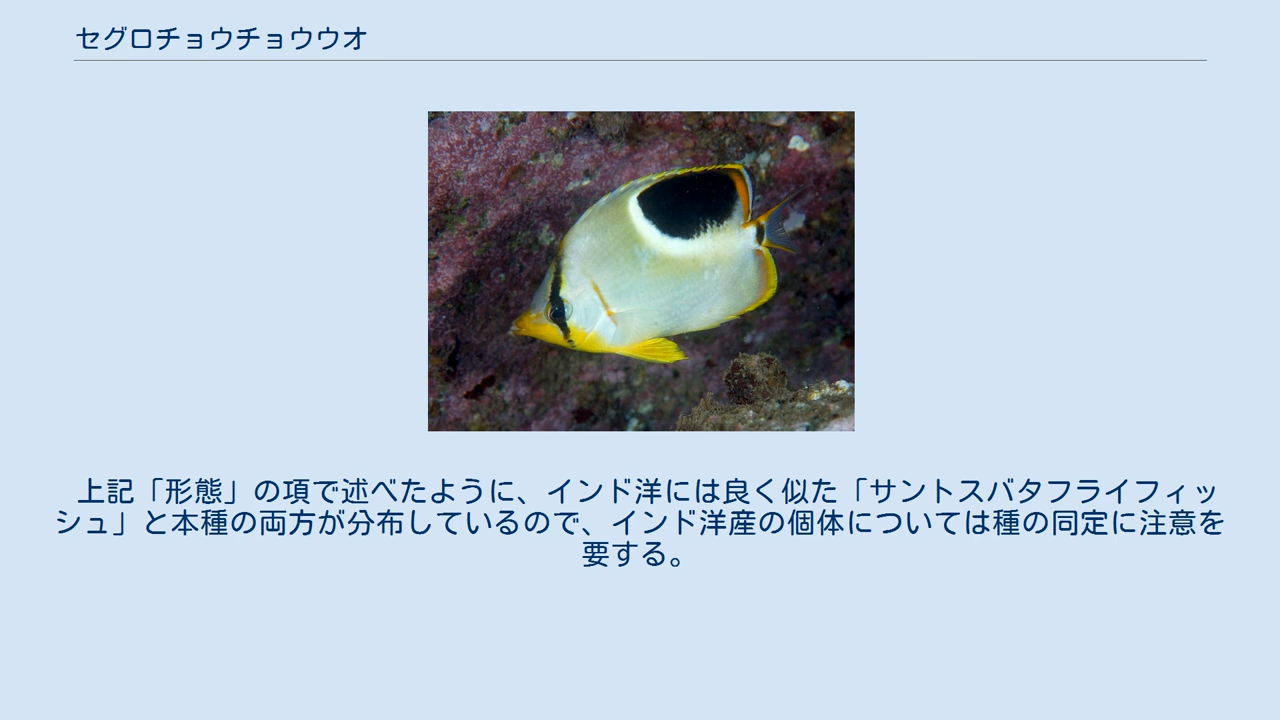 セグロチョウチョウウオ
上記「形態」の項で述べたように、インド洋には良く似た「サントスバタフライフィッ
シュ」と本種の両方が分布しているので、インド洋産の個体については種の同定に注意を
要する。